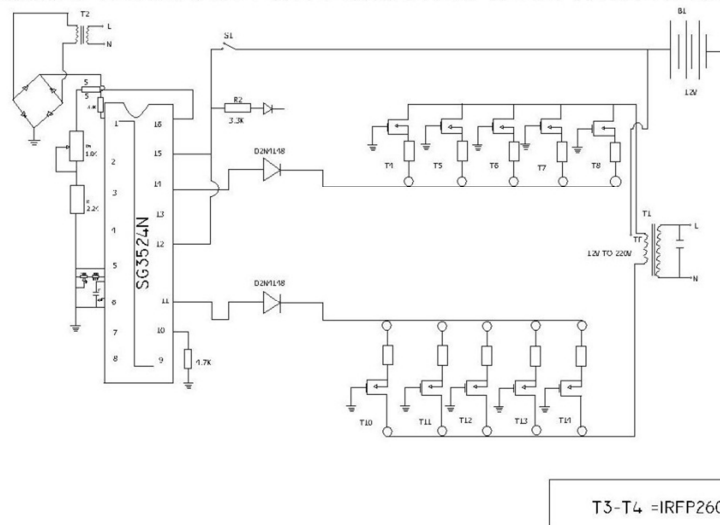 T2
L
N
S1
B1
12V
5
5
1
16
R2
3.3K
2
15
D2N4148
T4
T5
T6
T7
T8
3
14
2.2K
SG3524N
13
4
12
T1
L
12V TO 220V
N
5
D2N4148
6
11
7
10
8
9
4.7K
T10
T11
T12
T13
T14
T3-T4 =IRFP260